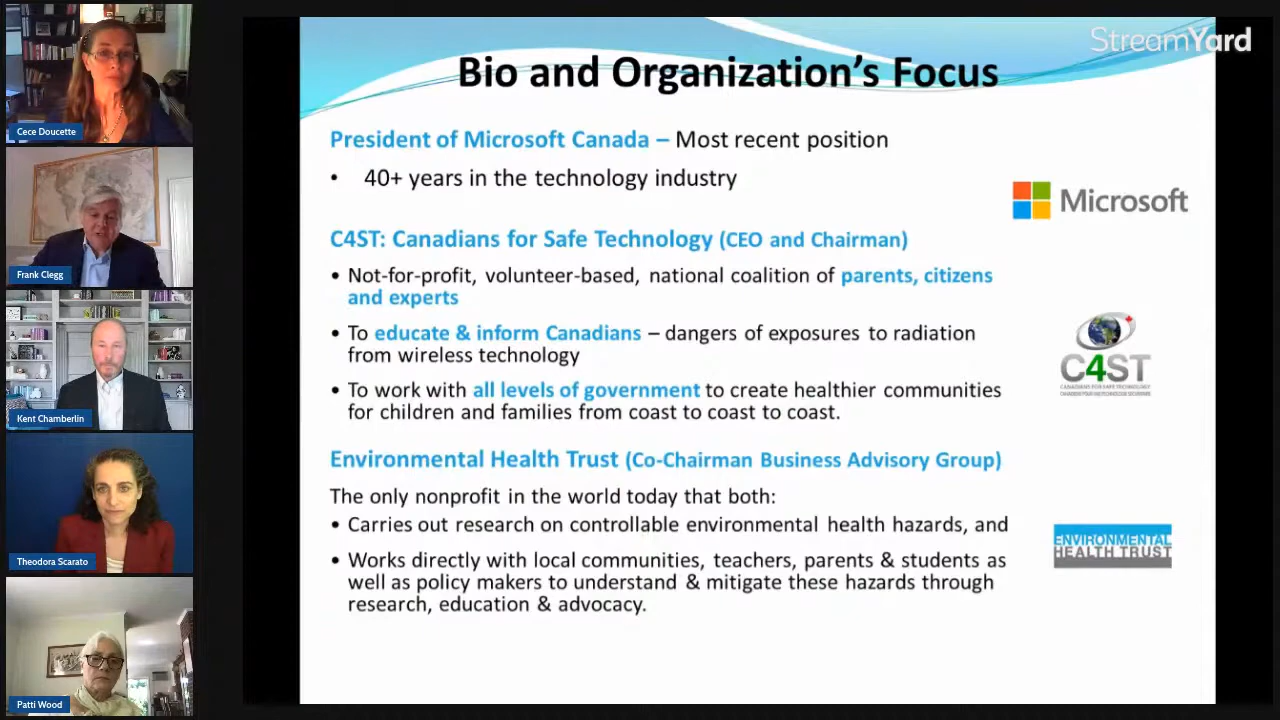 StreamYard
Bio and Organization's Focus
President of Microsoft Canada – Most recent position
• 40+ years in the technology industry
Microsoft
C4ST: Canadians for Safe Technology (CEO and Chairman)
• Not-for-profit, volunteer-based, national coalition of parents, citizens
and experts
• To educate & inform Canadians – dangers of exposures to radiation
from wireless technology
C4ST
CANADIANS FOR SAFE TECHNOLOGY
• To work with all levels of government to create healthier communities
for children and families from coast to coast to coast.
Environmental Health Trust (Co-Chairman Business Advisory Group)
The only nonprofit in the world today that both:
• Carries out research on controllable environmental health hazards, and
• Works directly with local communities, teachers, parents & students as
well as policy makers to understand & mitigate these hazards through
research, education & advocacy.
ENVIRONMENTAL
HEALTH TRUST
Cece Doucette
Frank Clegg
Kent Chamberlin
Theodora Scarato
Patti Wood